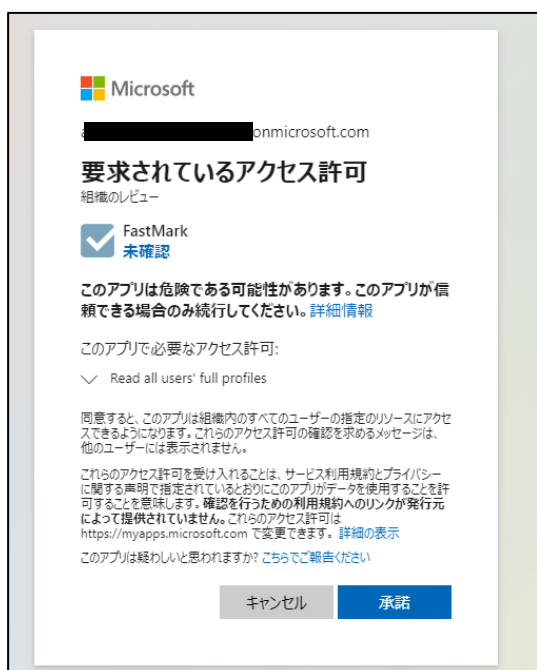 Microsoft
onmicrosoft.com
要求されているアクセス許可
組織のレビュー
FastMark
未確認
このアプリは危険である可能性があります。このアプリが信
頼できる場合のみ続行してください。詳細情報
このアプリで必要なアクセス許可:
Read all users' full profiles
同意すると、このアプリは組織内のすべてのユーザーの指定のリソースにアクセ
スできるようになります。これらのアクセス許可の確認を求めるメッセージは、
他のユーザーには表示されません。
これらのアクセス許可を受け入れることは、サービス利用規約とプライバシー
に関する声明で指定されているとおりにこのアプリがデータを使用することを許
可することを意味します。確認を行うための利用規約へのリンクが発行元
によって提供されていません。これらのアクセス許可は
https://myapps.microsoft.com で変更できます。 詳細の表示
このアプリは疑わしいと思われますか? こちらでご報告ください
キャンセル
承諾